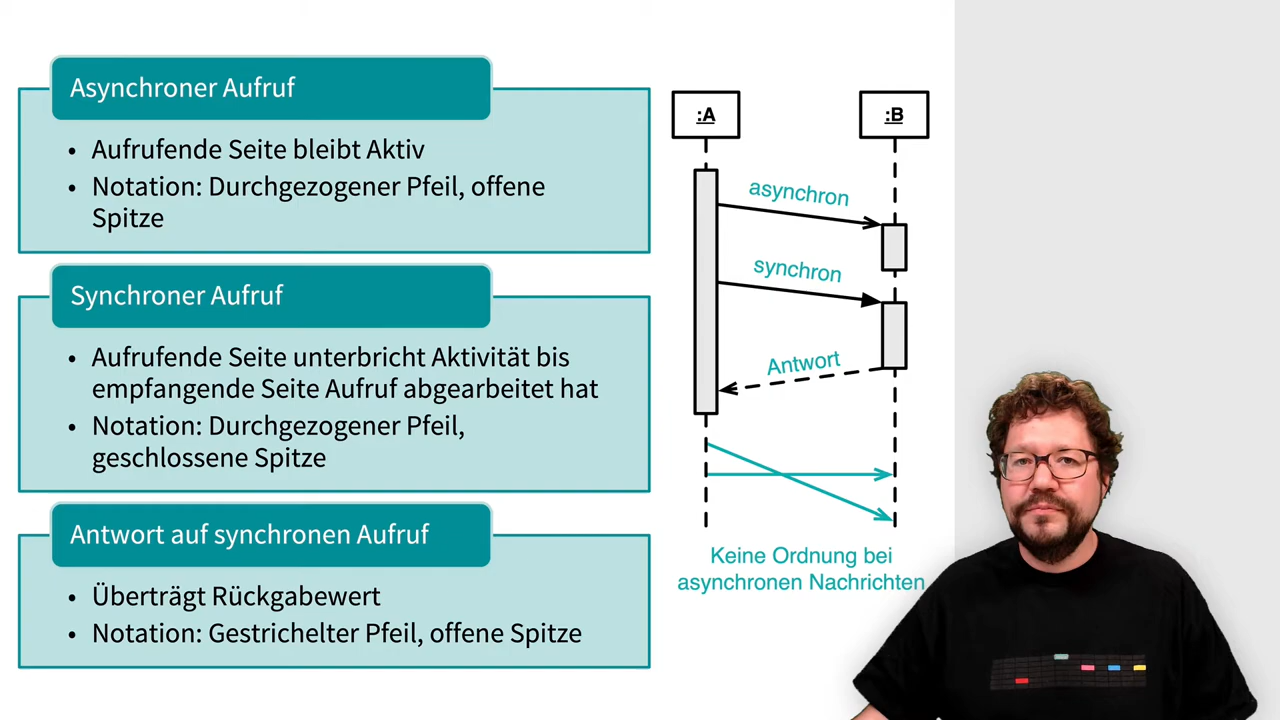 Asynchroner Aufruf
• Aufrufende Seite bleibt Aktiv
• Notation: Durchgezogener Pfeil, offene
Spitze
Synchroner Aufruf
• Aufrufende Seite unterbricht Aktivität bis
empfangende Seite Aufruf abgearbeitet hat
• Notation: Durchgezogener Pfeil,
geschlossene Spitze
Antwort auf synchronen Aufruf
• Überträgt Rückgabewert
• Notation: Gestrichelter Pfeil, offene Spitze
:A
:B
asynchron
synchron
Antwort
Keine Ordnung bei
asynchronen Nachrichten